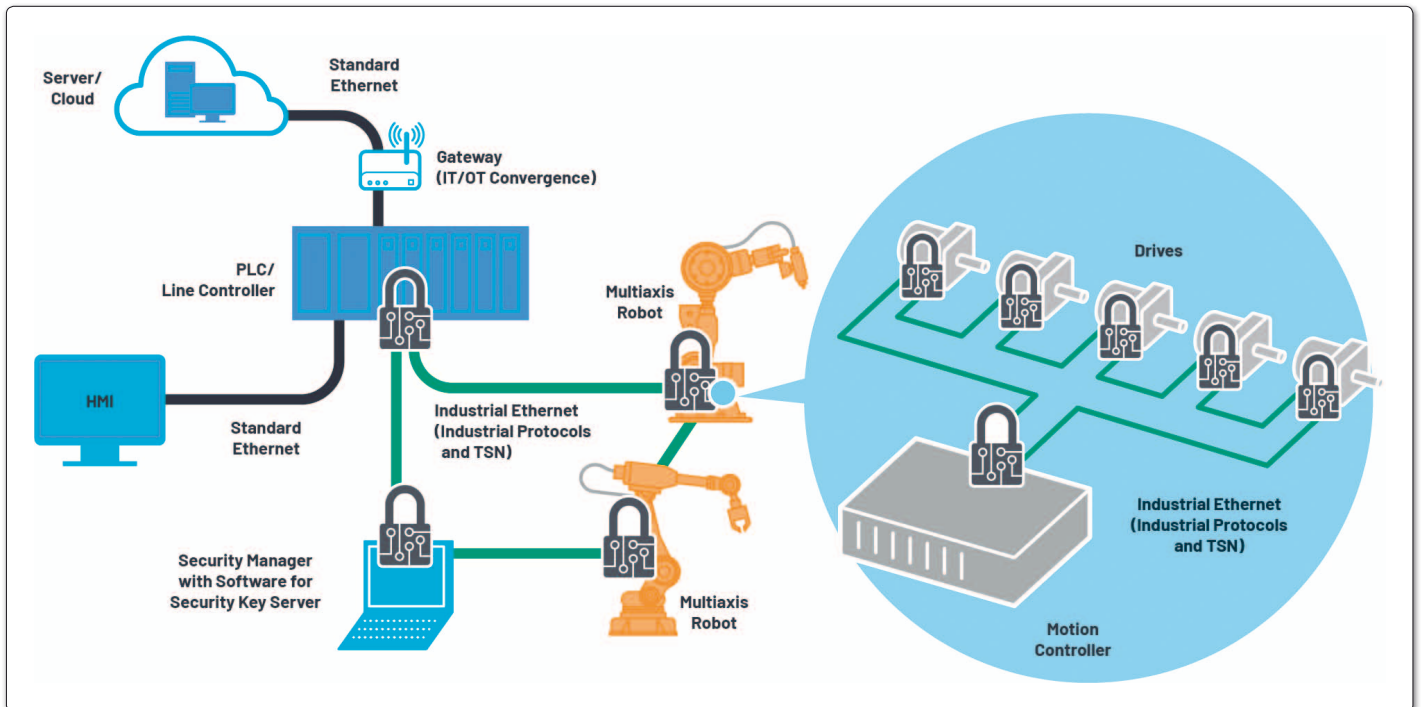 Server/
Cloud
Standard
Ethernet
Gateway
(IT/OT Convergence)
PLC/
Line Controller
Multiaxis
Robot
Drives
HMI
Standard
Ethernet
Industrial Ethernet
(Industrial Protocols
and TSN)
Industrial Ethernet
(Industrial Protocols
and TSN)
Security Manager
with Software for
Security Key Server
Multiaxis
Robot
Motion
Controller